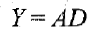 Y = AD